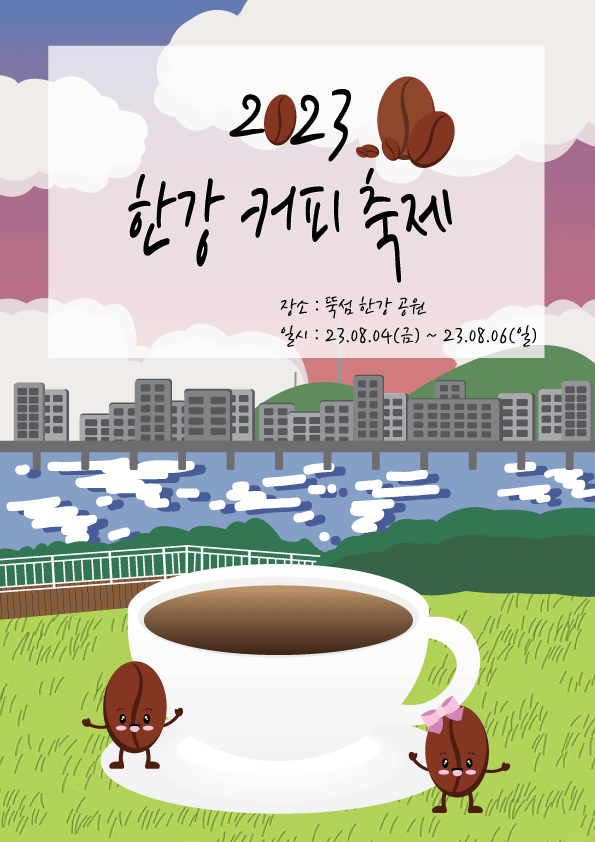 2023
한강 커피 축제
장소 : 뚝섬 한강 공원
일시 : 23.08.04(금) ~ 23.08.06(일)